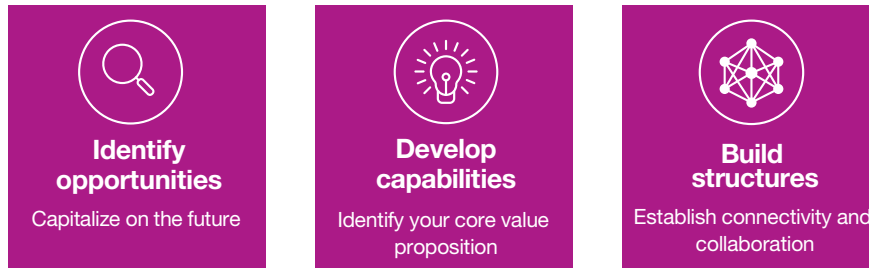 Identify
opportunities
Capitalize on the future
Develop
capabilities
Identify your core value
proposition
Build
structures
Establish connectivity and
collaboration